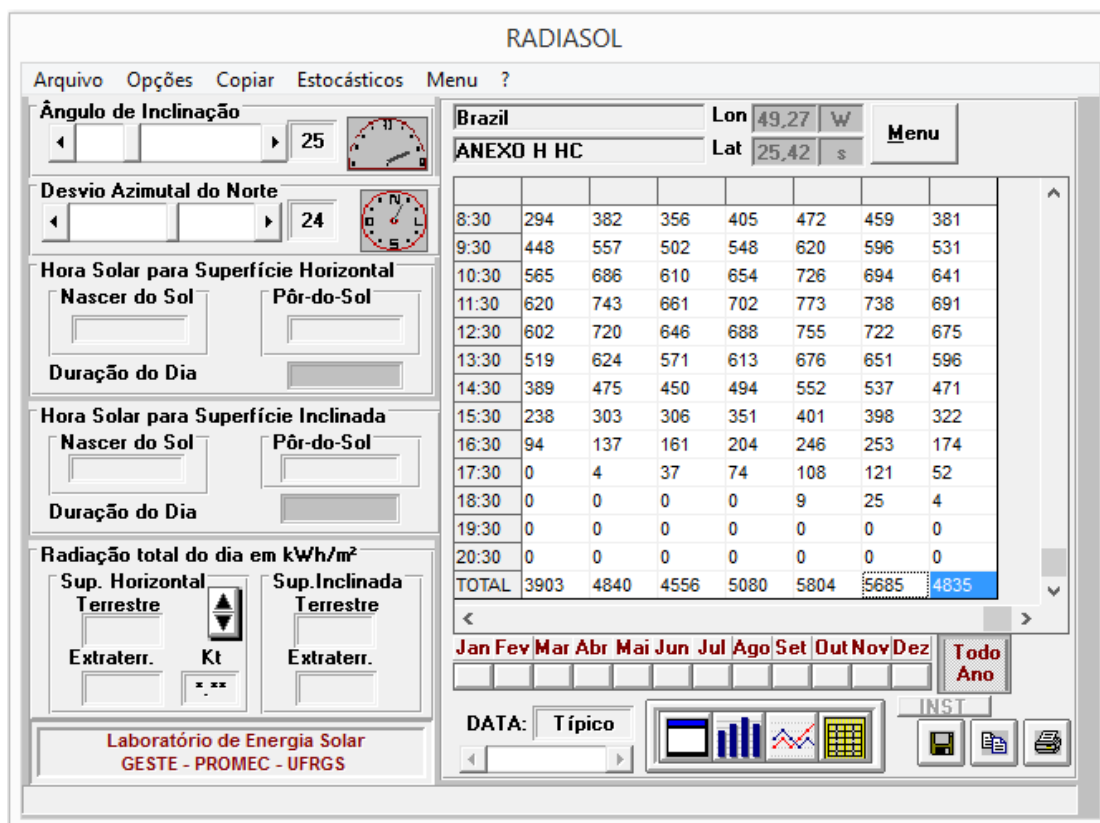 RADIASOL
Arquivo Opções Copiar Estocásticos Menu ?
Ângulo de Inclinação
25
Desvio Azimutal do Norte
24
N
O L
S
Hora Solar para Superfície Horizontal
Nascer do Sol Pôr-do-Sol
Duração do Dia
Hora Solar para Superfície Inclinada
Nascer do Sol Pôr-do-Sol
Duração do Dia
Radiação total do dia em kWh/m²
Sup. Horizontal Sup.Inclinada
Terrestre Terrestre
Extraterr. Kt Extraterr.
*.**
Laboratório de Energia Solar
GESTE - PROMEC - UFRGS
Brazil Lon 49,27 W
ANEXO H HC Lat 25,42 s
Menu
8:30 294 382 356 405 472 459 381
9:30 448 557 502 548 620 596 531
10:30 565 686 610 654 726 694 641
11:30 620 743 661 702 773 738 691
12:30 602 720 646 688 755 722 675
13:30 519 624 571 613 676 651 596
14:30 389 475 450 494 552 537 471
15:30 238 303 306 351 401 398 322
16:30 94 137 161 204 246 253 174
17:30 0 4 37 74 108 121 52
18:30 0 0 0 0 9 25 4
19:30 0 0 0 0 0 0 0
20:30 0 0 0 0 0 0 0
TOTAL 3903 4840 4556 5080 5804 5685 4835
Jan Fev Mar Abr Mai Jun Jul Ago Set Out Nov Dez
Todo
Ano
INST
DATA: Típico